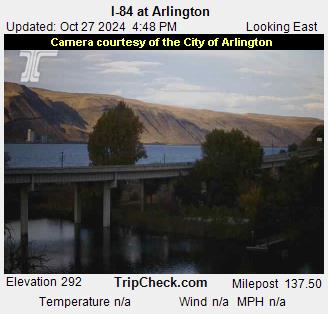 I-84 at Arlington
Updated: Oct 27 2024 4:48 PM Looking East
Camera courtesy of the City of Arlington
Elevation 292 TripCheck.com Milepost 137.50
Temperature n/a Wind n/a MPH n/a